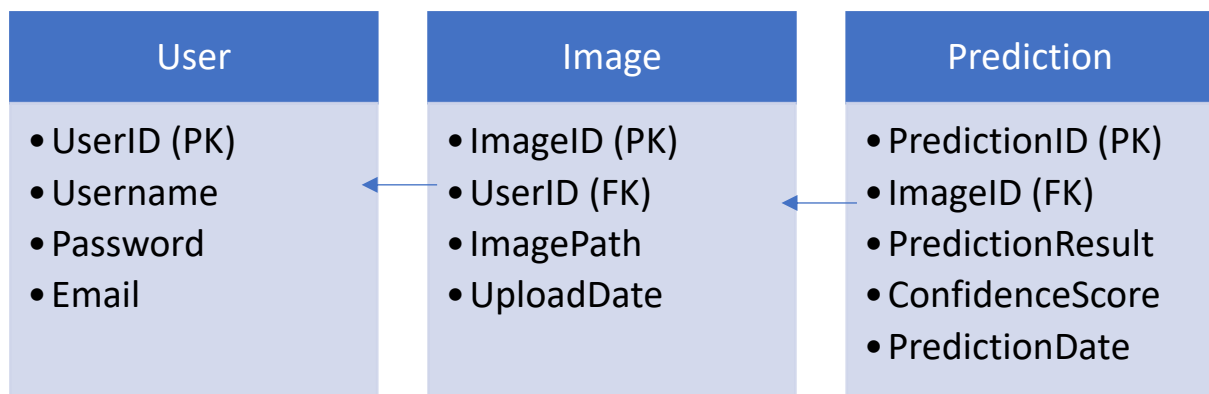 User
• UserID (PK)
• Username
• Password
• Email
Image
• ImageID (PK)
• UserID (FK)
• ImagePath
• UploadDate
Prediction
• PredictionID (PK)
• ImageID (FK)
• PredictionResult
• ConfidenceScore
• PredictionDate